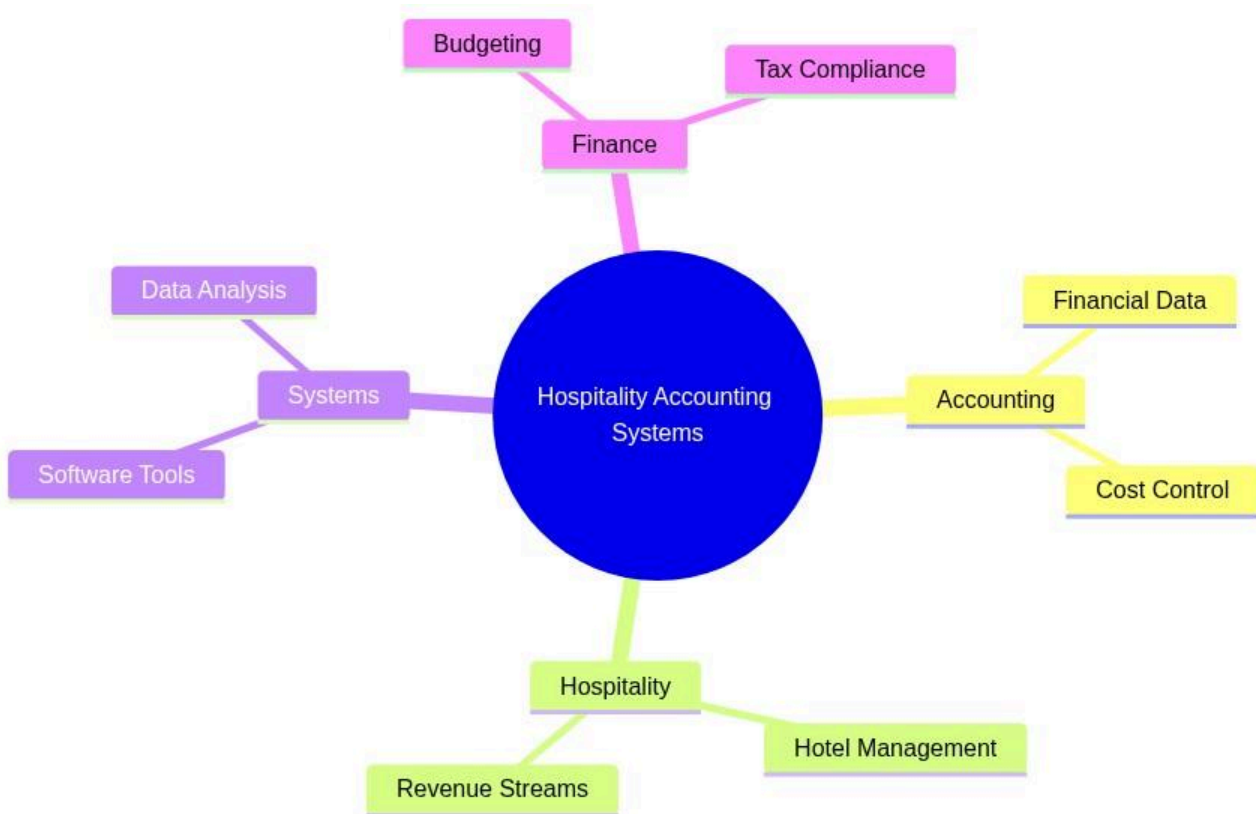 Budgeting
Tax Compliance
Finance
Data Analysis
Financial Data
Systems
Hospitality Accounting
Systems
Accounting
Software Tools
Cost Control
Hospitality
Hotel Management
Revenue Streams